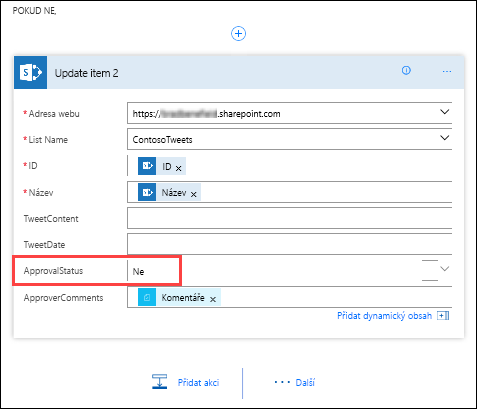 POKUD NE,
Update item 2
* Adresa webu https:// .sharepoint.com
* List Name ContosoTweets
* ID ID x
* Název Název x
TweetContent
TweetDate
ApprovalStatus Ne
ApproverComments Komentáře x
Přidat dynamický obsah
Přidat akci ... Další